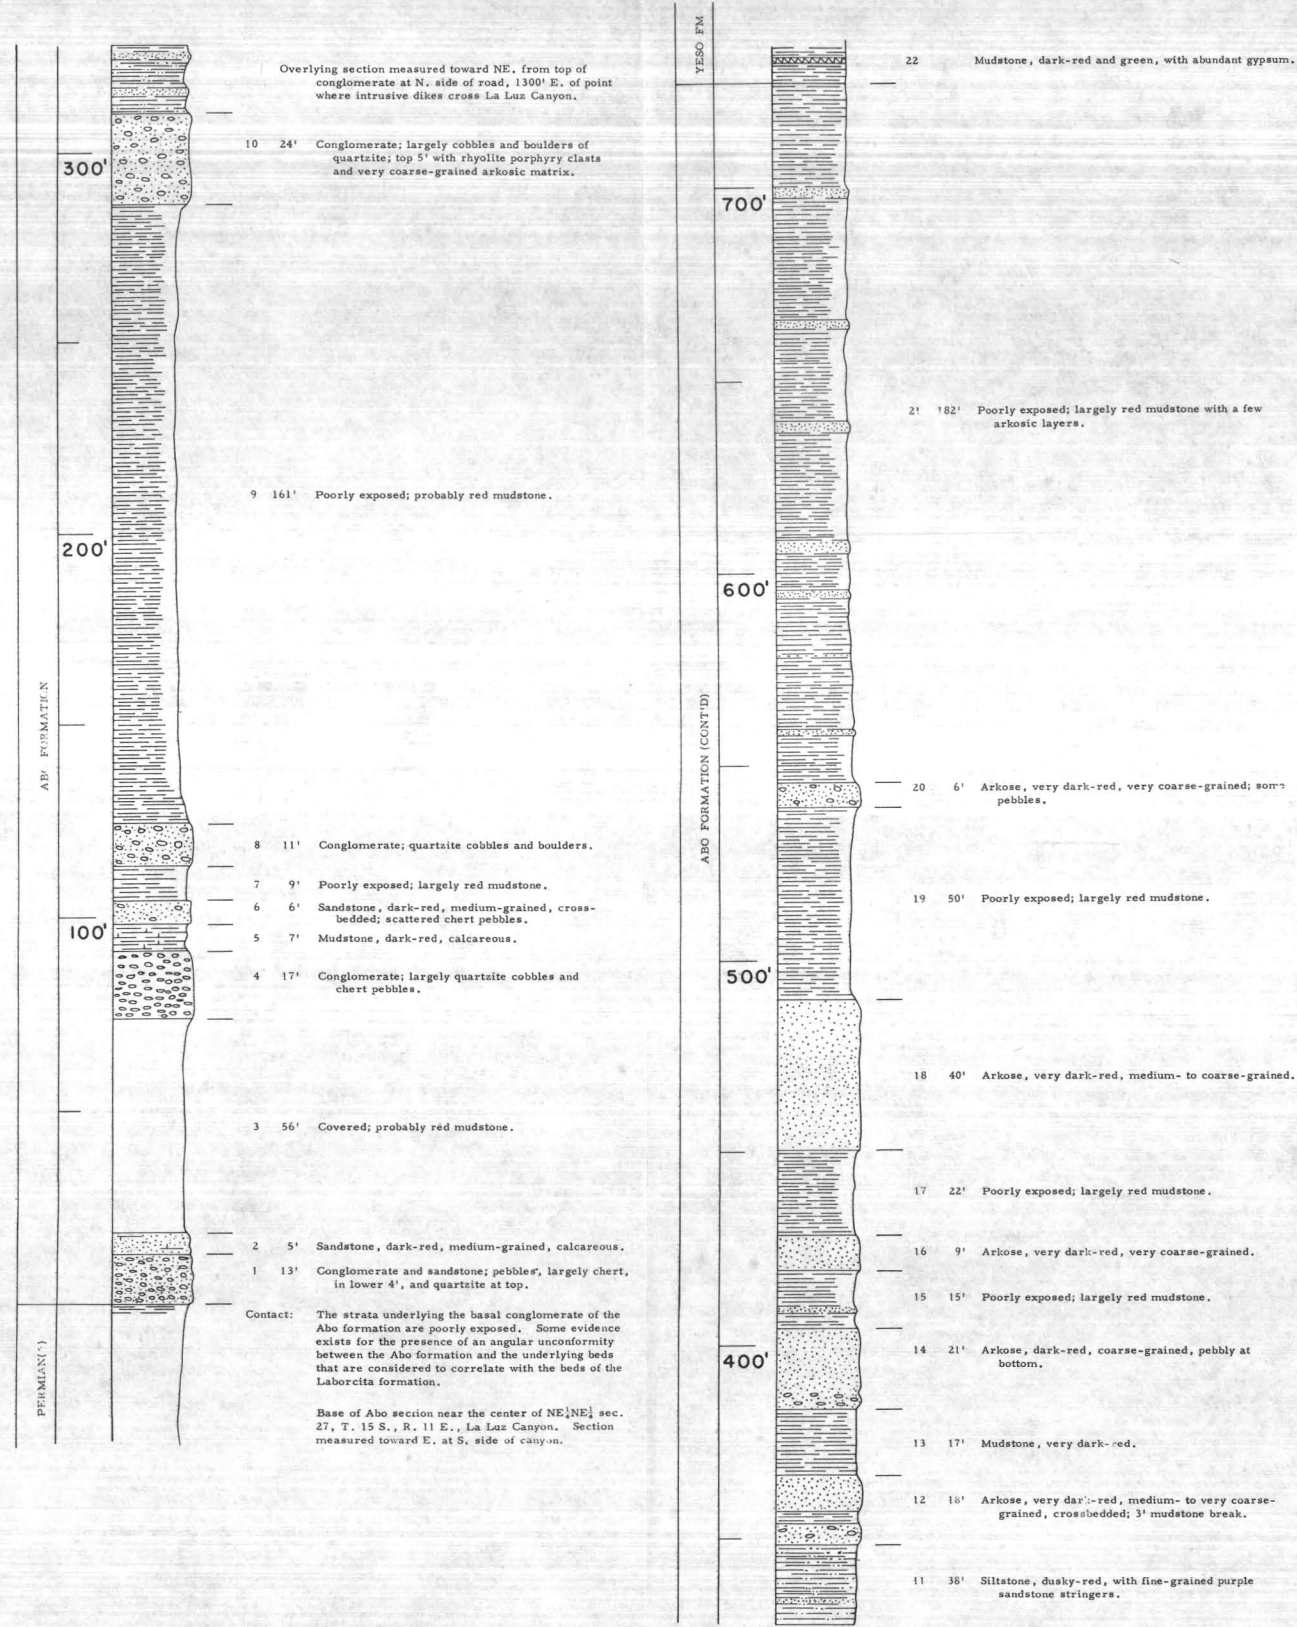 Overlying section measured toward NE. from top of
conglomerate at N. side of road, 1300' E. of point
where intrusive dikes cross La Luz Canyon.
10 24' Conglomerate; largely cobbles and boulders of
quartzite; top 5' with rhyolite porphyry clasts
and very coarse-grained arkosic matrix.
300'
9 161' Poorly exposed; probably red mudstone.
200'
FORMATION
8 11' Conglomerate; quartzite cobbles and boulders.
7 9' Poorly exposed; largely red mudstone.
6 6' Sandstone, dark-red, medium-grained, cross-
bedded; scattered chert pebbles.
100'
5 7' Mudstone, dark-red, calcareous.
4 17' Conglomerate; largely quartzite cobbles and
chert pebbles.
3 56' Covered; probably red mudstone.
2 5' Sandstone, dark-red, medium-grained, calcareous.
1 13' Conglomerate and sandstone; pebbles, largely chert,
in lower 4', and quartzite at top.
Contact: The strata underlying the basal conglomerate of the
Abo formation are poorly exposed. Some evidence
exists for the presence of an angular unconformity
between the Abo formation and the underlying beds
that are considered to correlate with the beds of the
Laborcita formation.
Base of Abo section near the center of NE¼NE¼ sec.
27, T. 15 S., R. 11 E., La Luz Canyon. Section
measured toward E. at S. side of canyon.
PERMIAN(?)
YESO FM
22 Mudstone, dark-red and green, with abundant gypsum.
700'
21 182' Poorly exposed; largely red mudstone with a few
arkosic layers.
600'
ABO FORMATION (CONT'D)
20 6' Arkose, very dark-red, very coarse-grained; some
pebbles.
19 50' Poorly exposed; largely red mudstone.
500'
18 40' Arkose, very dark-red, medium- to coarse-grained.
17 22' Poorly exposed; largely red mudstone.
16 9' Arkose, very dark-red, very coarse-grained.
15 15' Poorly exposed; largely red mudstone.
400'
14 21' Arkose, dark-red, coarse-grained, pebbly at
bottom.
13 17' Mudstone, very dark-red.
12 18' Arkose, very dark-red, medium- to very coarse-
grained, crossbedded; 3' mudstone break.
11 38' Siltstone, dusky-red, with fine-grained purple
sandstone stringers.